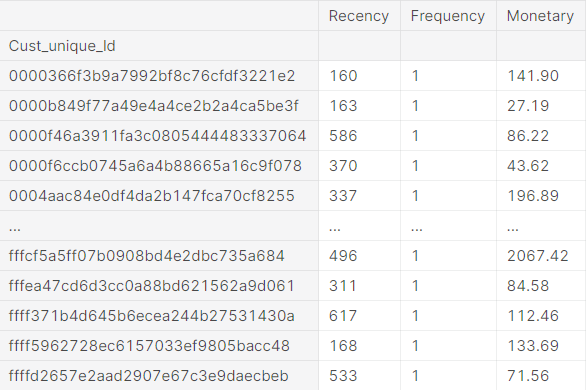 Recency Frequency Monetary
Cust_unique_Id
0000366f3b9a7992bf8c76cfdf3221e2 160 1 141.90
0000b849f77a49e4a4ce2b2a4ca5be3f 163 1 27.19
0000f46a3911fa3c0805444483337064 586 1 86.22
0000f6ccb0745a6a4b88665a16c9f078 370 1 43.62
0004aac84e0df4da2b147fca70cf8255 337 1 196.89
... ... ... ...
fffcf5a5ff07b0908bd4e2dbc735a684 496 1 2067.42
fffea47cd6d3cc0a88bd621562a9d061 311 1 84.58
ffff371b4d645b6ecea244b27531430a 617 1 112.46
ffff5962728ec6157033ef9805bacc48 168 1 133.69
ffffd2657e2aad2907e67c3e9daecbeb 533 1 71.56